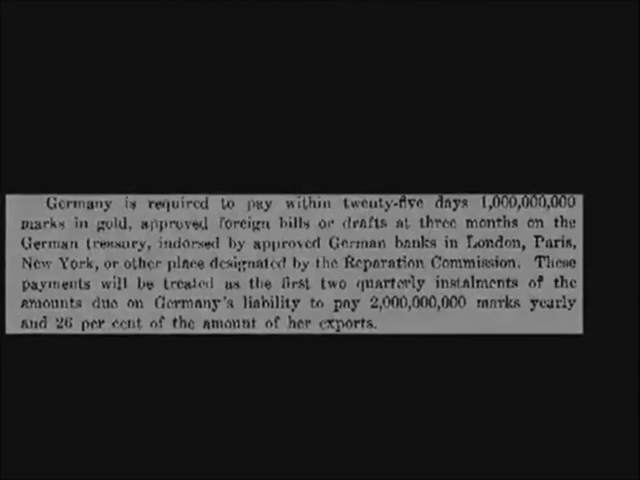 Germany is required to pay within twenty-five days 1,000,000,000
marks in gold, approved foreign bills or drafts at three months on the
German treasury, indorsed by approved German banks in London, Paris,
New York, or other place designated by the Reparation Commission. These
payments will be treated as the first two quarterly instalments of the
amounts due on Germany's liability to pay 2,000,000,000 marks yearly
and 26 per cent of the amount of her exports.